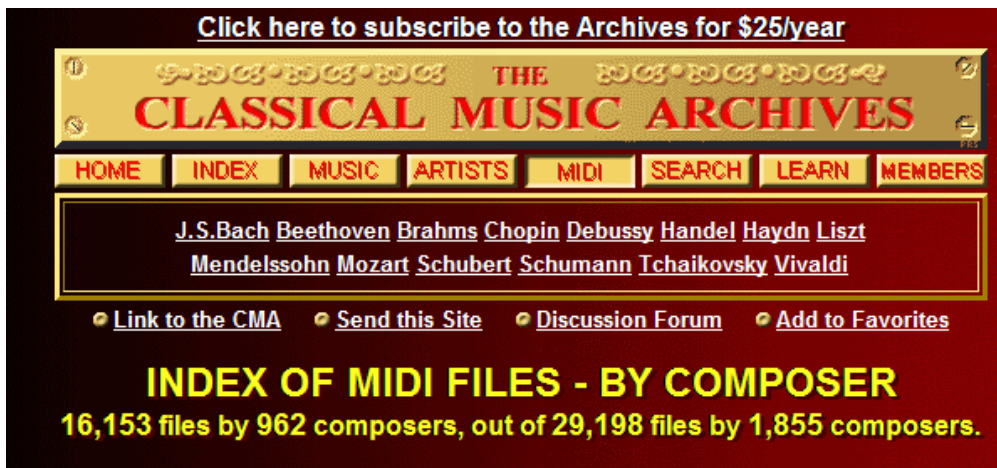 Click here to subscribe to the Archives for $25/year
THE
CLASSICAL MUSIC ARCHIVES
PRS
HOME INDEX MUSIC ARTISTS MIDI SEARCH LEARN MEMBERS
J.S.Bach Beethoven Brahms Chopin Debussy Handel Haydn Liszt
Mendelssohn Mozart Schubert Schumann Tchaikovsky Vivaldi
Link to the CMA Send this Site Discussion Forum Add to Favorites
INDEX OF MIDI FILES - BY COMPOSER
16,153 files by 962 composers, out of 29,198 files by 1,855 composers.